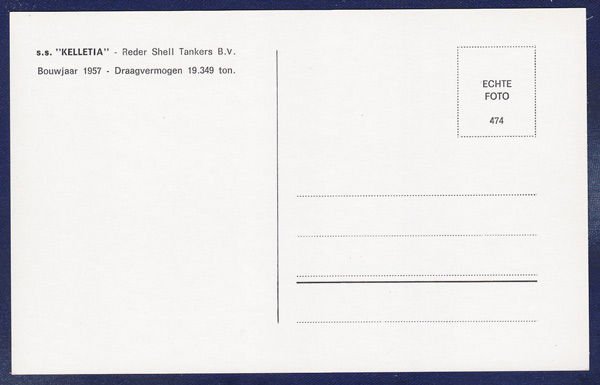 s.s. "KELLETIA" - Reder Shell Tankers B.V.
Bouwjaar 1957 - Draagvermogen 19.349 ton.
ECHTE
FOTO
474